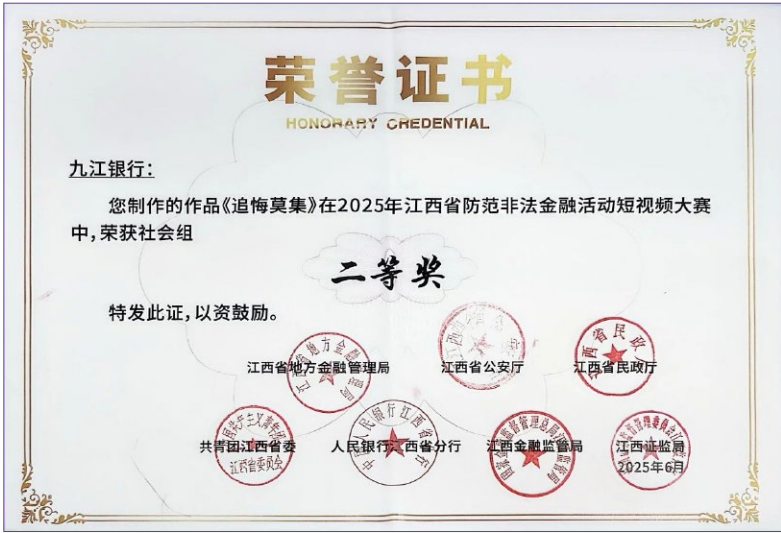 荣誉证书
HONORARY CREDENTIAL
九江银行：
您制作的作品《追悔莫集》在2025年江西省防范非法金融活动短视频大赛
中，荣获社会组
二等奖
特发此证，以资鼓励。
江西省地方金融管理局 江西省公安厅 江西省民政厅
共青团江西省委 人民银行江西省分行 江西金融监管局 江西证监局
2025年6月